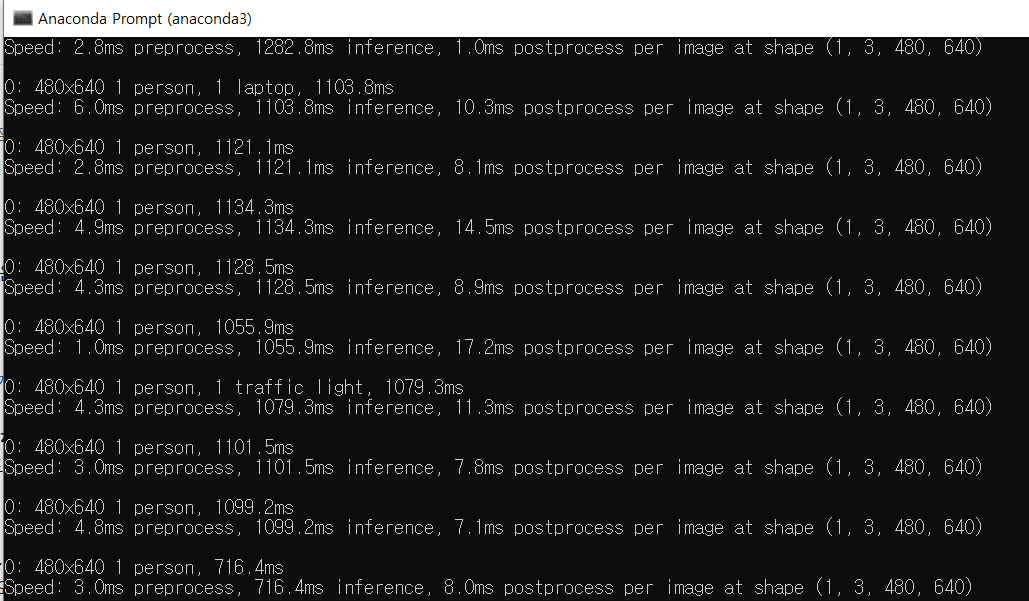 Anaconda Prompt (anaconda3)
Speed: 2.8ms preprocess, 1282.8ms inference, 1.0ms postprocess per image at shape (1, 3, 480, 640)
0: 480x640 1 person, 1 laptop, 1103.8ms
Speed: 6.0ms preprocess, 1103.8ms inference, 10.3ms postprocess per image at shape (1, 3, 480, 640)
0: 480x640 1 person, 1121.1ms
Speed: 2.8ms preprocess, 1121.1ms inference, 8.1ms postprocess per image at shape (1, 3, 480, 640)
0: 480x640 1 person, 1134.3ms
Speed: 4.9ms preprocess, 1134.3ms inference, 14.5ms postprocess per image at shape (1, 3, 480, 640)
0: 480x640 1 person, 1128.5ms
Speed: 4.3ms preprocess, 1128.5ms inference, 8.9ms postprocess per image at shape (1, 3, 480, 640)
0: 480x640 1 person, 1055.9ms
Speed: 1.0ms preprocess, 1055.9ms inference, 17.2ms postprocess per image at shape (1, 3, 480, 640)
0: 480x640 1 person, 1 traffic light, 1079.3ms
Speed: 4.3ms preprocess, 1079.3ms inference, 11.3ms postprocess per image at shape (1, 3, 480, 640)
0: 480x640 1 person, 1101.5ms
Speed: 3.0ms preprocess, 1101.5ms inference, 7.8ms postprocess per image at shape (1, 3, 480, 640)
0: 480x640 1 person, 1099.2ms
Speed: 4.8ms preprocess, 1099.2ms inference, 7.1ms postprocess per image at shape (1, 3, 480, 640)
0: 480x640 1 person, 716.4ms
Speed: 3.0ms preprocess, 716.4ms inference, 8.0ms postprocess per image at shape (1, 3, 480, 640)